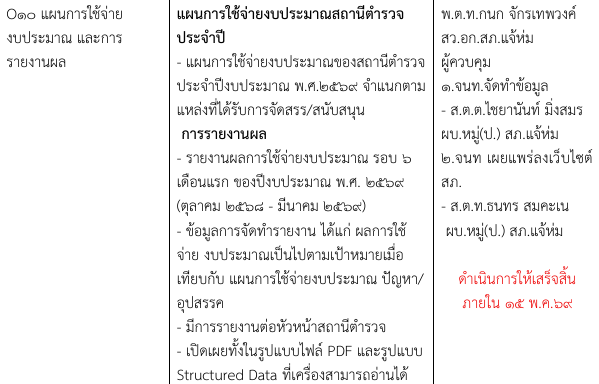 O๑๐ แผนการใช้จ่าย
งบประมาณ และการ
รายงานผล
แผนการใช้จ่ายงบประมาณสถานีตำรวจ
ประจำปี
- แผนการใช้จ่ายงบประมาณของสถานีตำรวจ
ประจำปีงบประมาณ พ.ศ.๒๕๖๙ จำแนกตาม
แหล่งที่ได้รับการจัดสรร/สนับสนุน
การรายงานผล
- รายงานผลการใช้จ่ายงบประมาณ รอบ ๖
เดือนแรก ของปีงบประมาณ พ.ศ. ๒๕๖๙
(ตุลาคม ๒๕๖๘ - มีนาคม ๒๕๖๙)
- ข้อมูลการจัดทำรายงาน ได้แก่ ผลการใช้
จ่าย งบประมาณเป็นไปตามเป้าหมายเมื่อ
เทียบกับ แผนการใช้จ่ายงบประมาณ ปัญหา/
อุปสรรค
- มีการรายงานต่อหัวหน้าสถานีตำรวจ
- เปิดเผยทั้งในรูปแบบไฟล์ PDF และรูปแบบ
Structured Data ที่เครื่องสามารถอ่านได้
พ.ต.ท.กนก จักรเทพวงค์
สว.อก.สภ.แจ้ห่ม
ผู้ควบคุม
๑.จนท.จัดทำข้อมูล
- ส.ต.ต.ไชยานันท์ มิ่งสมร
ผบ.หมู่(ป.) สภ.แจ้ห่ม
๒.จนท เผยแพร่ลงเว็บไซต์
สภ.
- ส.ต.ท.ธนทร สมคะเน
ผบ.หมู่(ป.) สภ.แจ้ห่ม
ดำเนินการให้เสร็จสิ้น
ภายใน ๑๕ พ.ค.๖๙